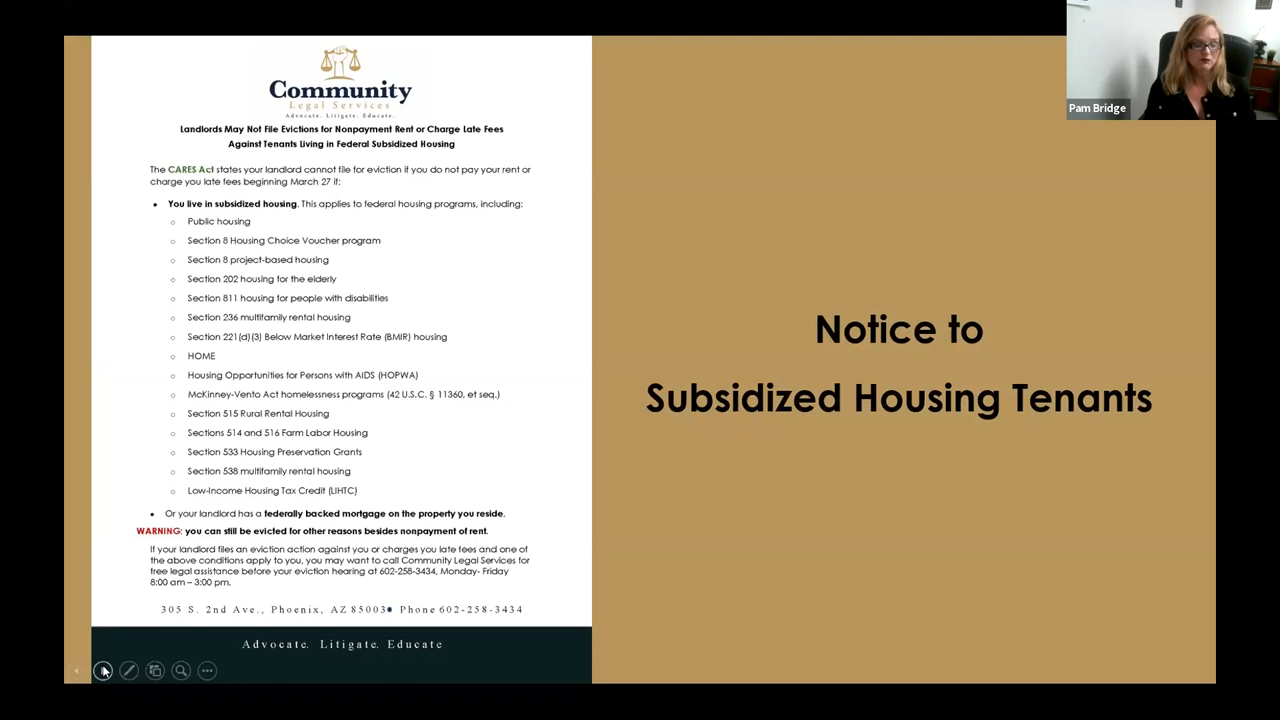 Community
Legal Services
Advocate. Litigate. Educate.
Landlords May Not File Evictions for Nonpayment Rent or Charge Late Fees
Against Tenants Living in Federal Subsidized Housing
The CARES Act states your landlord cannot file for eviction if you do not pay your rent or
charge you late fees beginning March 27 if:
• You live in subsidized housing. This applies to federal housing programs, including:
o Public housing
o Section 8 Housing Choice Voucher program
o Section 8 project-based housing
o Section 202 housing for the elderly
o Section 811 housing for people with disabilities
o Section 236 multifamily rental housing
o Section 221(d)(3) Below Market Interest Rate (BMIR) housing
o HOME
o Housing Opportunities for Persons with AIDS (HOPWA)
o McKinney-Vento Act homelessness programs (42 U.S.C. § 11360, et seq.)
o Section 515 Rural Rental Housing
o Sections 514 and 516 Farm Labor Housing
o Section 533 Housing Preservation Grants
o Section 538 multifamily rental housing
o Low-Income Housing Tax Credit (LIHTC)
• Or your landlord has a federally backed mortgage on the property you reside.
WARNING: you can still be evicted for other reasons besides nonpayment of rent.
If your landlord files an eviction action against you or charges you late fees and one of
the above conditions apply to you, you may want to call Community Legal Services for
free legal assistance before your eviction hearing at 602-258-3434, Monday- Friday
8:00 am – 3:00 pm.
305 S. 2nd Ave., Phoenix, AZ 85003• Phone 602-258-3434
Advocate. Litigate. Educate
Notice to
Subsidized Housing Tenants
Pam Bridge